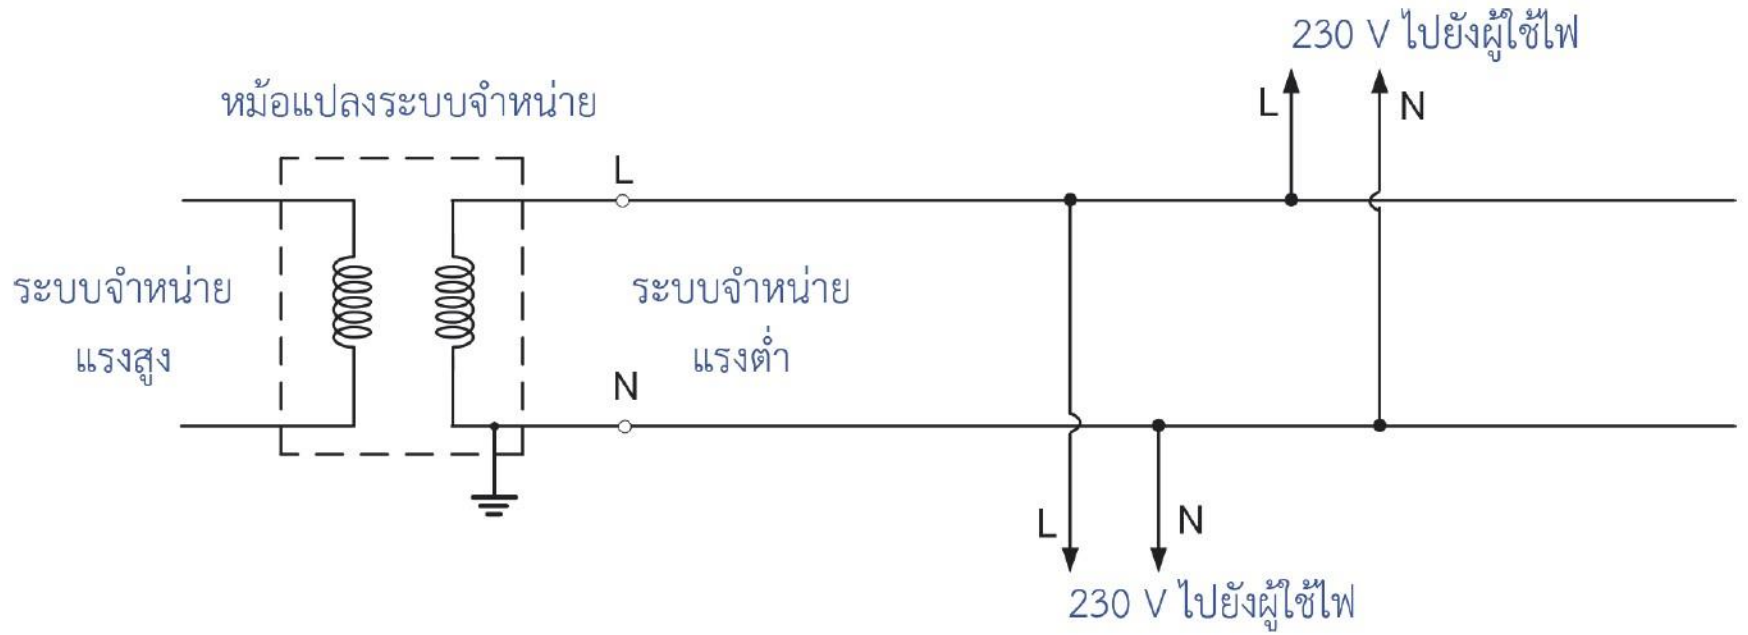 230 V ไปยังผู้ใช้ไฟ
หม้อแปลงระบบจำหน่าย
L
N
L
ระบบจำหน่าย
แรงสูง
ระบบจำหน่าย
แรงต่ำ
N
L
N
230 V ไปยังผู้ใช้ไฟ